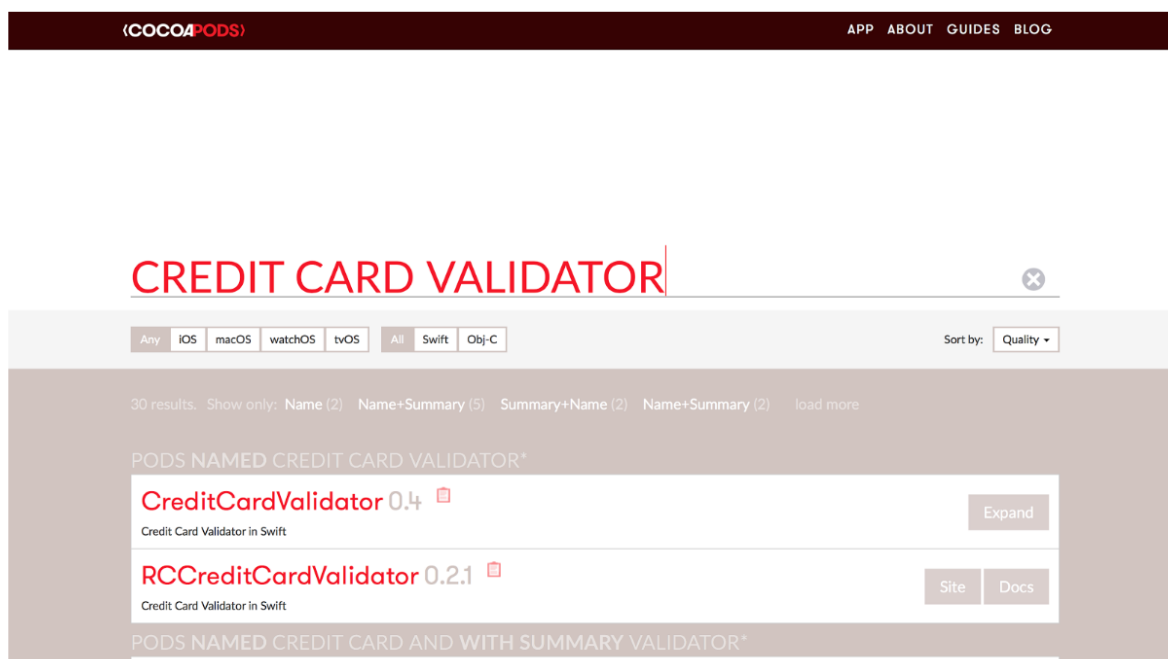 COCOAPODS APP ABOUT GUIDES BLOG
CREDIT CARD VALIDATOR
Any iOS macOS watchOS tvOS All Swift Obj-C Sort by: Quality
30 results. Show only: Name (2) Name+Summary (5) Summary+Name (2) Name+Summary (2) load more
PODS NAMED CREDIT CARD VALIDATOR*
CreditCardValidator 0.4
Expand
Credit Card Validator in Swift
RCCreditCardValidator 0.2.1
Site Docs
Credit Card Validator in Swift
PODS NAMED CREDIT CARD AND WITH SUMMARY VALIDATOR*